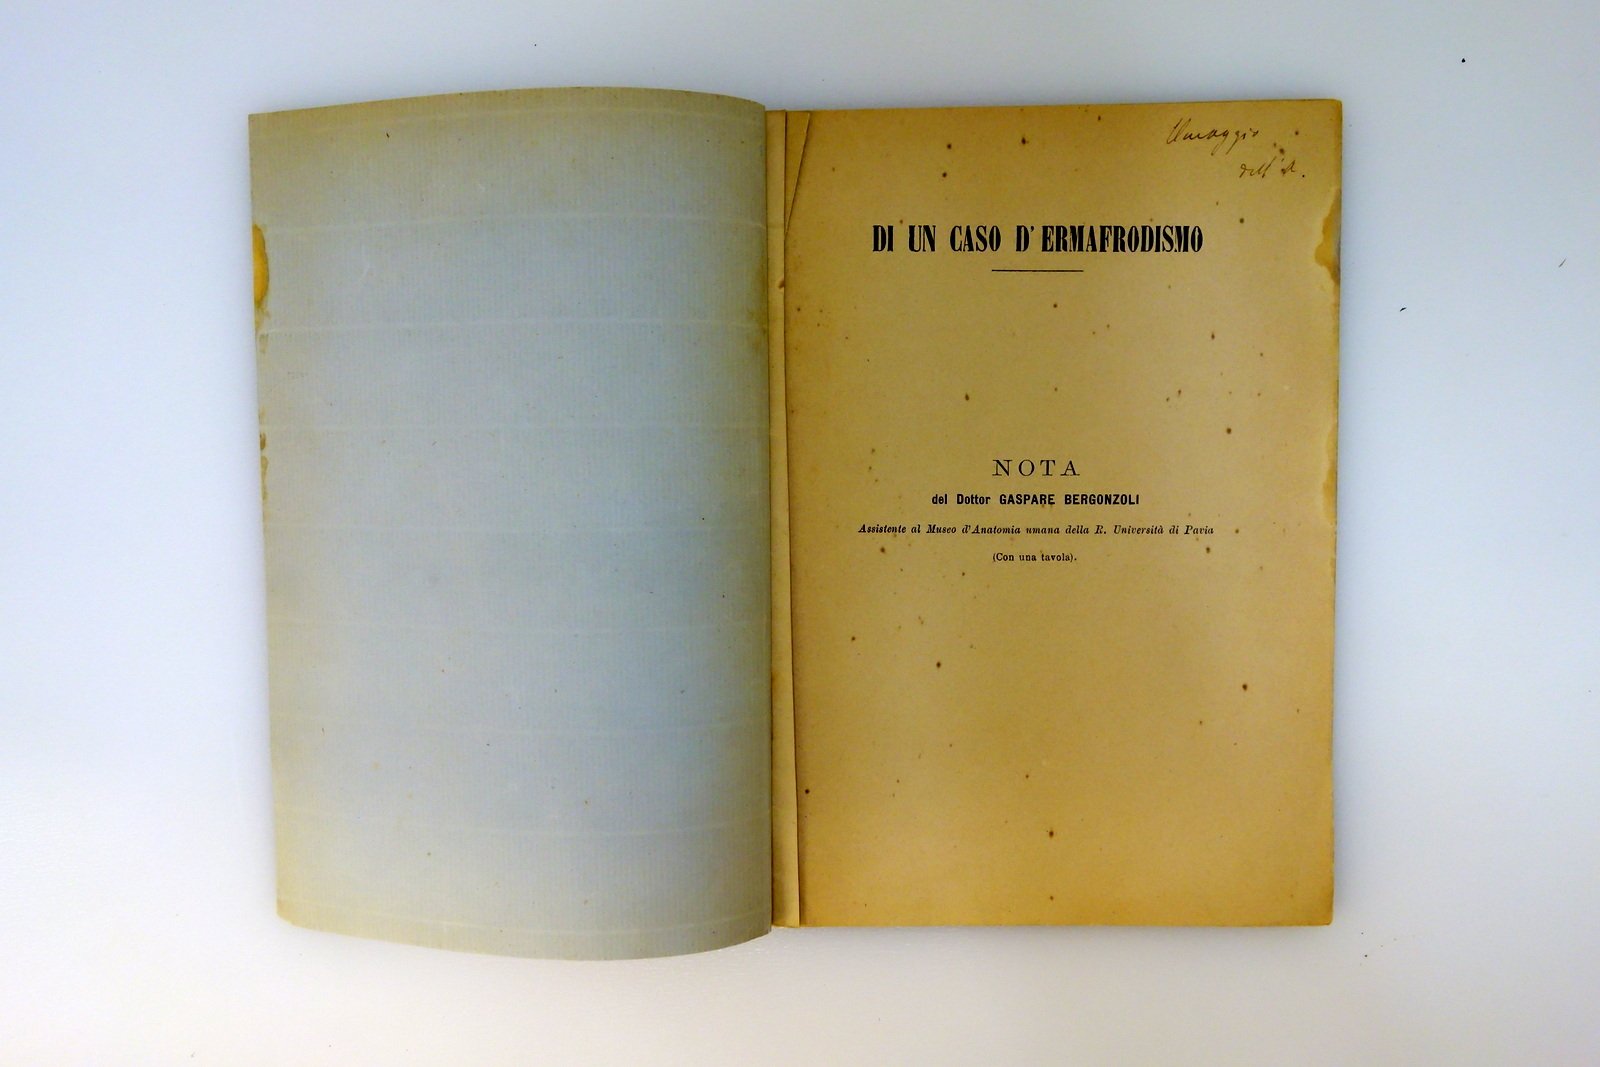 Omaggio
dell'A.
DI UN CASO D'ERMAFRODISMO
NOTA
del Dottor GASPARE BERGONZOLI
Assistente al Museo d'Anatomia umana della R. Università di Pavia
(Con una tavola).